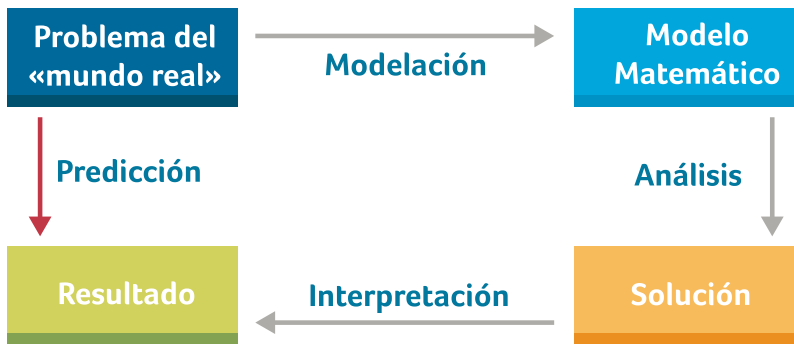 Problema del
«mundo real»
Modelación
Modelo
Matemático
Predicción
Análisis
Resultado
Interpretación
Solución